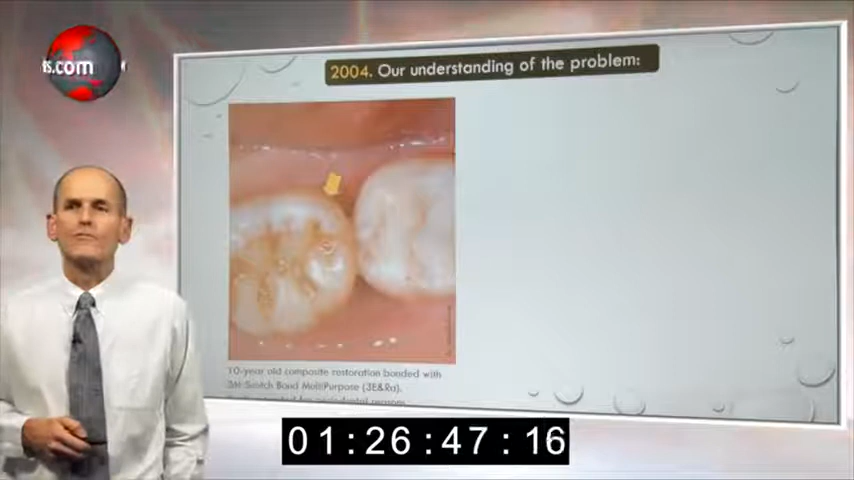 ts.com
2004. Our understanding of the problem:
10-year old composite restoration bonded with
3M Scotch Bond MultiPurpose (3E&Ra).
01:26:47:16